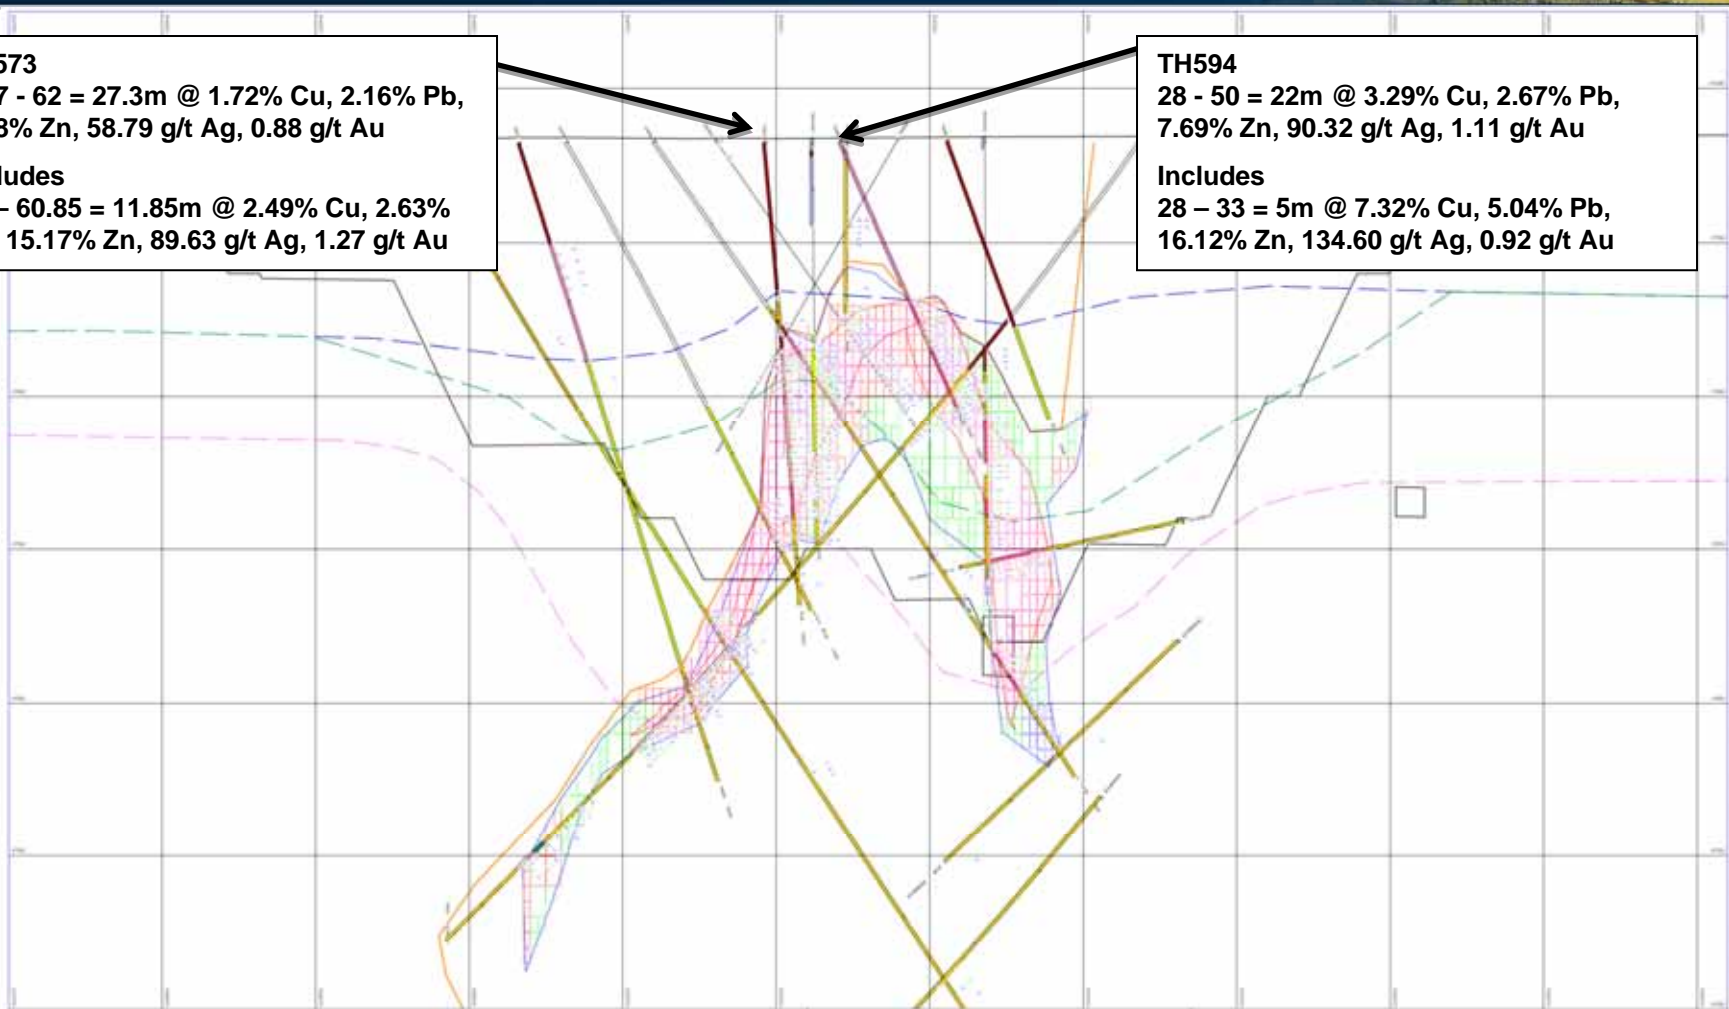 573
7 - 62 = 27.3m @ 1.72% Cu, 2.16% Pb,
8% Zn, 58.79 g/t Ag, 0.88 g/t Au
ludes
– 60.85 = 11.85m @ 2.49% Cu, 2.63%
15.17% Zn, 89.63 g/t Ag, 1.27 g/t Au
TH594
28 - 50 = 22m @ 3.29% Cu, 2.67% Pb,
7.69% Zn, 90.32 g/t Ag, 1.11 g/t Au
Includes
28 – 33 = 5m @ 7.32% Cu, 5.04% Pb,
16.12% Zn, 134.60 g/t Ag, 0.92 g/t Au